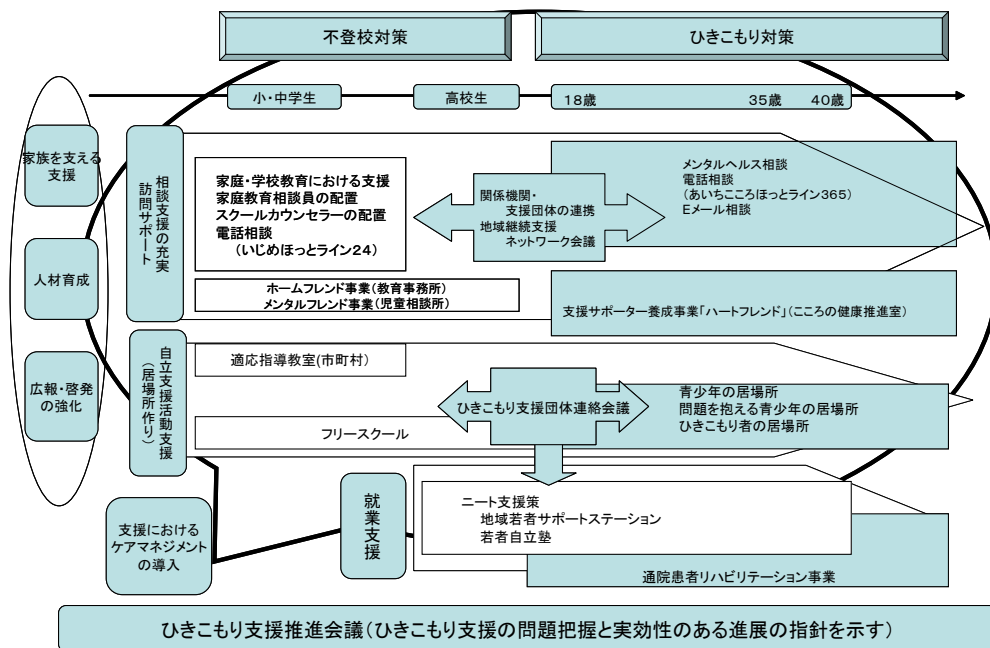 不登校対策
ひきこもり対策
小・中学生
高校生
18歳
35歳
40歳
家族を支える
支援
人材育成
広報・啓発
の強化
相談支援の充実
訪問サポート
家庭・学校教育における支援
家庭教育相談員の配置
スクールカウンセラーの配置
電話相談
(いじめほっとライン24)
関係機関・
支援団体の連携
地域継続支援
ネットワーク会議
メンタルヘルス相談
電話相談
(あいちこころほっとライン365)
Eメール相談
ホームフレンド事業(教育事務所)
メンタルフレンド事業(児童相談所)
支援サポーター養成事業「ハートフレンド」(こころの健康推進室)
自立支援活動支援
(居場所作り)
適応指導教室(市町村)
フリースクール
ひきこもり支援団体連絡会議
青少年の居場所
問題を抱える青少年の居場所
ひきこもり者の居場所
支援における
ケアマネジメント
の導入
就業支援
ニート支援策
地域若者サポートステーション
若者自立塾
通院患者リハビリテーション事業
ひきこもり支援推進会議(ひきこもり支援の問題把握と実効性のある進展の指針を示す)